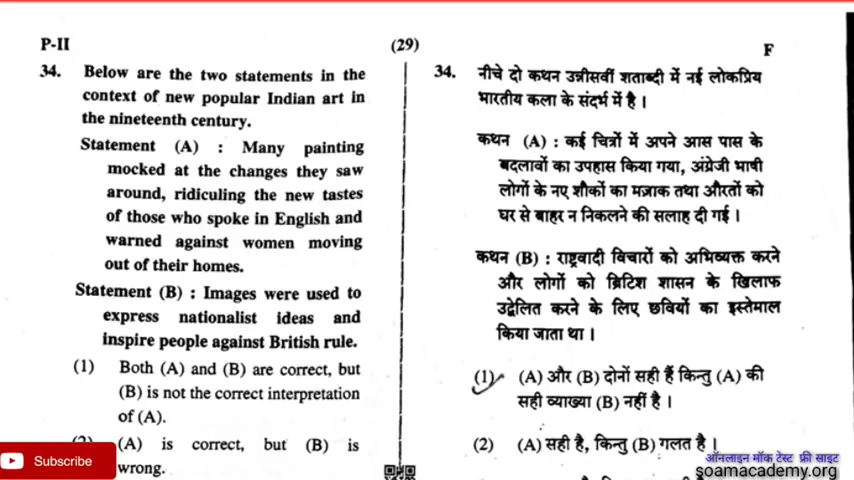 P-II
(29)
F
34. Below are the two statements in the
context of new popular Indian art in
the nineteenth century.
Statement (A) : Many painting
mocked at the changes they saw
around, ridiculing the new tastes
of those who spoke in English and
warned against women moving
out of their homes.
Statement (B) : Images were used to
express nationalist ideas and
inspire people against British rule.
(1) Both (A) and (B) are correct, but
(B) is not the correct interpretation
of (A).
(2) (A) is correct, but (B) is
wrong.
34. नीचे दो कथन उन्नीसवीं शताब्दी में नई लोकप्रिय
भारतीय कला के संदर्भ में है ।
कथन (A) : कई चित्रों में अपने आस पास के
बदलावों का उपहास किया गया, अंग्रेजी भाषी
लोगों के नए शौकों का मज़ाक तथा औरतों को
घर से बाहर न निकलने की सलाह दी गई ।
कथन (B) : राष्ट्रवादी विचारों को अभिव्यक्त करने
और लोगों को ब्रिटिश शासन के खिलाफ
उद्वेलित करने के लिए छवियों का इस्तेमाल
किया जाता था ।
(1) (A) और (B) दोनों सही हैं किन्तु (A) की
सही व्याख्या (B) नहीं है ।
(2) (A) सही है, किन्तु (B) गलत है ।
Subscribe
ऑनलाइन मॉक टेस्ट फ्री साइट
soamacademy.org